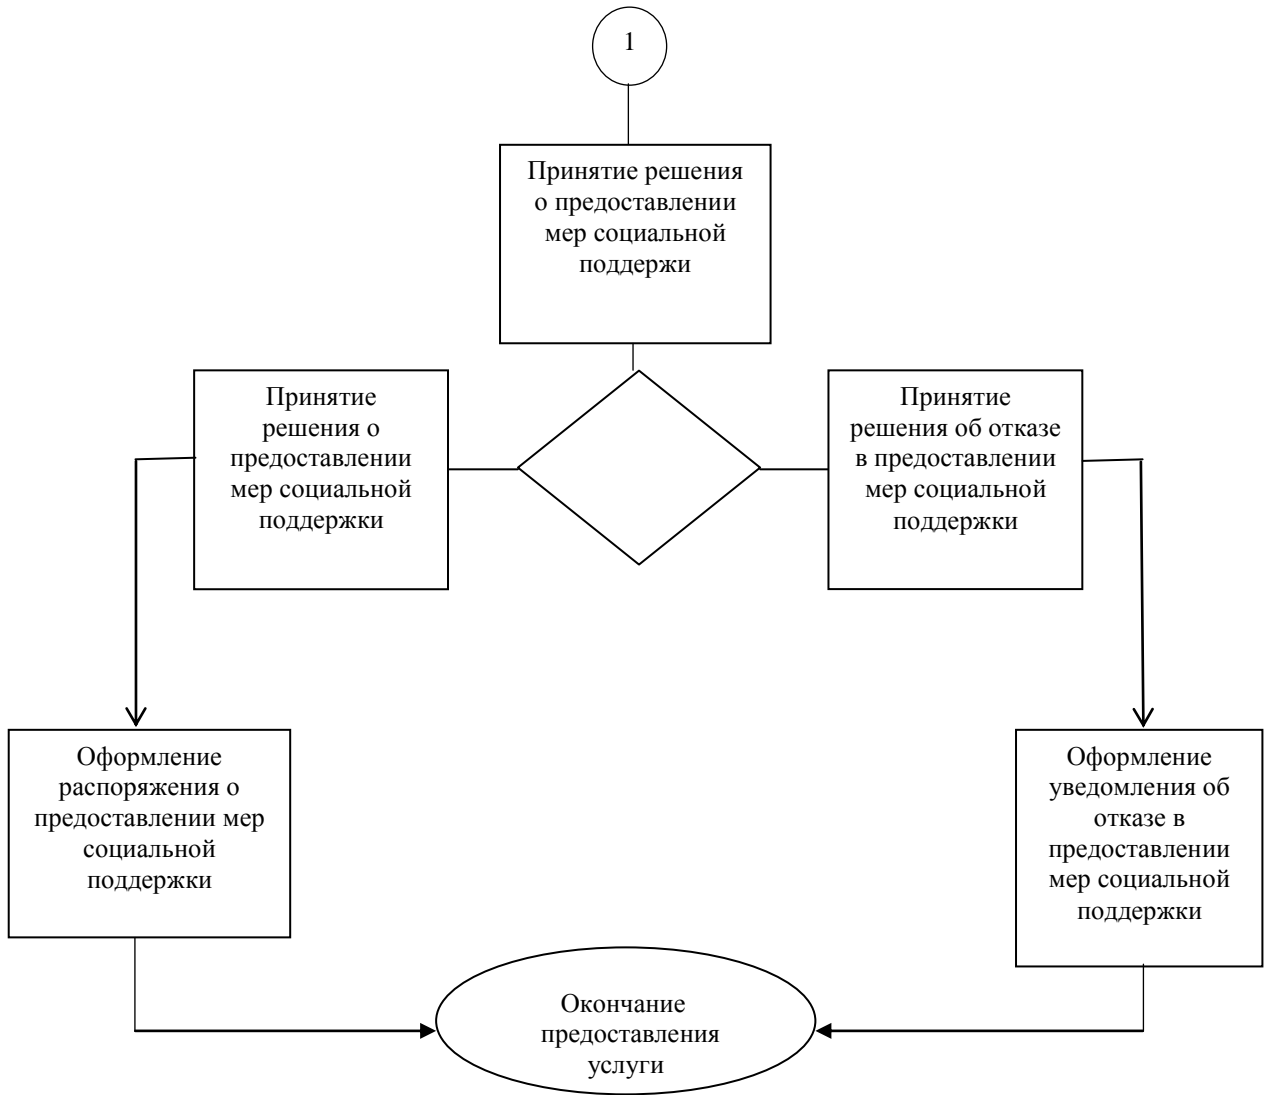 1
Принятие решения
о предоставлении
мер социальной
поддержи
Принятие
решения о
предоставлении
мер социальной
поддержки
Принятие
решения об отказе
в предоставлении
мер социальной
поддержки
Оформление
распоряжения о
предоставлении мер
социальной
поддержки
Оформление
уведомления об
отказе в
предоставлении
мер социальной
поддержки
Окончание
предоставления
услуги